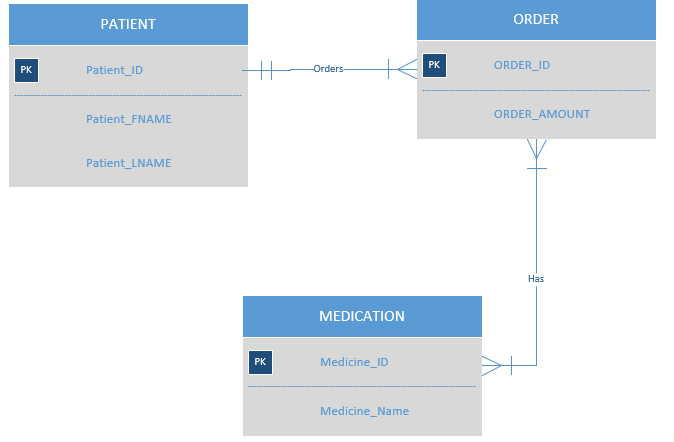 PATIENT
PK Patient_ID
Patient_FNAME
Patient_LNAME
Orders
ORDER
PK ORDER_ID
ORDER_AMOUNT
Has
MEDICATION
PK Medicine_ID
Medicine_Name